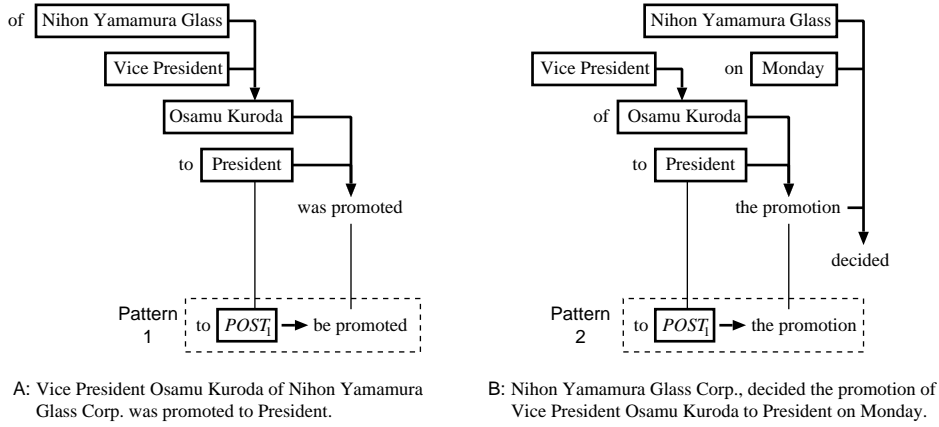 of Nihon Yamamura Glass
Vice President
Osamu Kuroda
to President
was promoted
Pattern 1
to POST1 be promoted
A: Vice President Osamu Kuroda of Nihon Yamamura
Glass Corp. was promoted to President.
Nihon Yamamura Glass
Vice President
on Monday
of Osamu Kuroda
to President
the promotion
decided
Pattern 2
to POST1 the promotion
B: Nihon Yamamura Glass Corp., decided the promotion of
Vice President Osamu Kuroda to President on Monday.